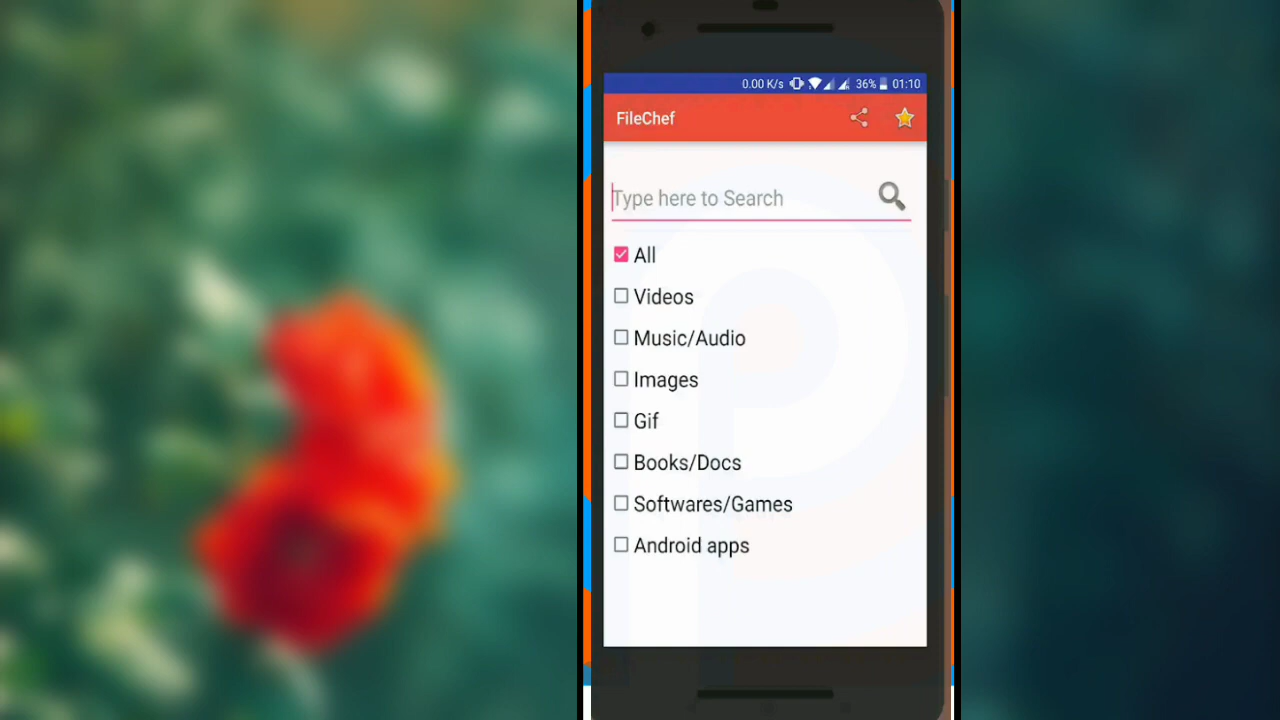 0.00 K/s 36% 01:10
FileChef
Type here to Search
All
Videos
Music/Audio
Images
Gif
Books/Docs
Softwares/Games
Android apps